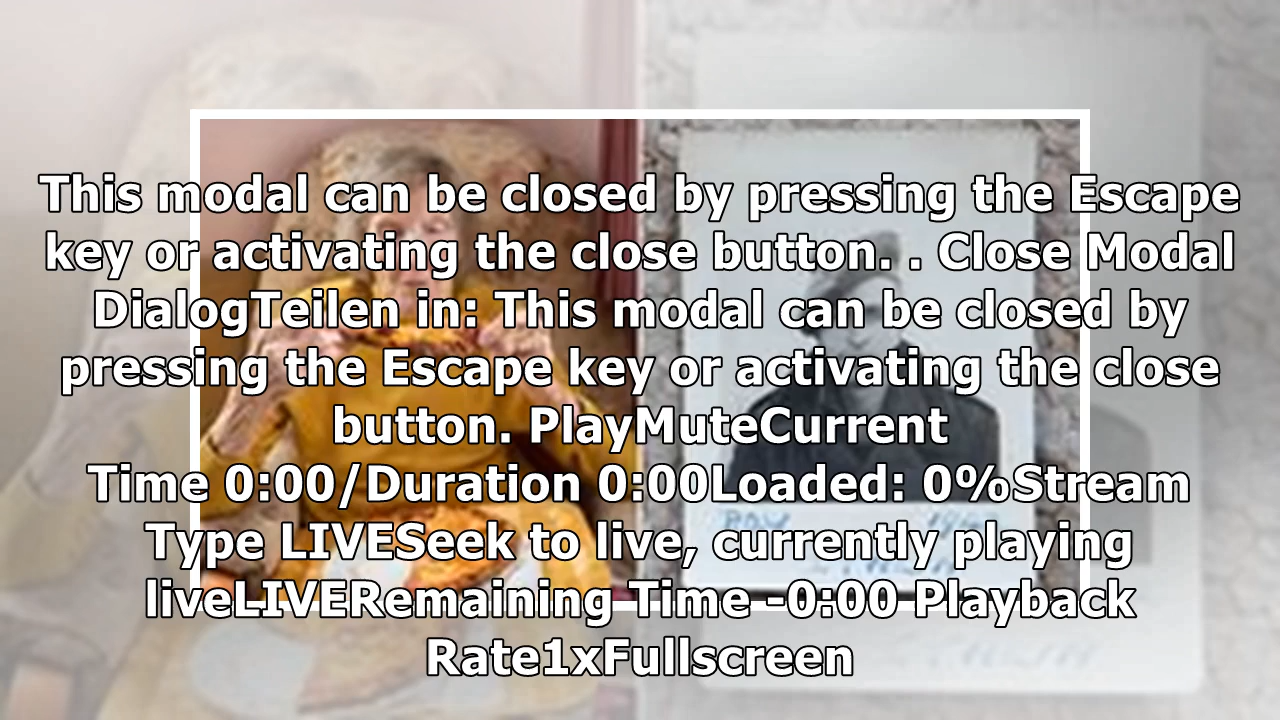 This modal can be closed by pressing the Escape
key or activating the close button. . Close Modal
DialogTeilen in: This modal can be closed by
pressing the Escape key or activating the close
button. PlayMuteCurrent
Time 0:00/Duration 0:00Loaded: 0%Stream
Type LIVESeek to live, currently playing
liveLIVERemaining Time -0:00 Playback
Rate1xFullscreen